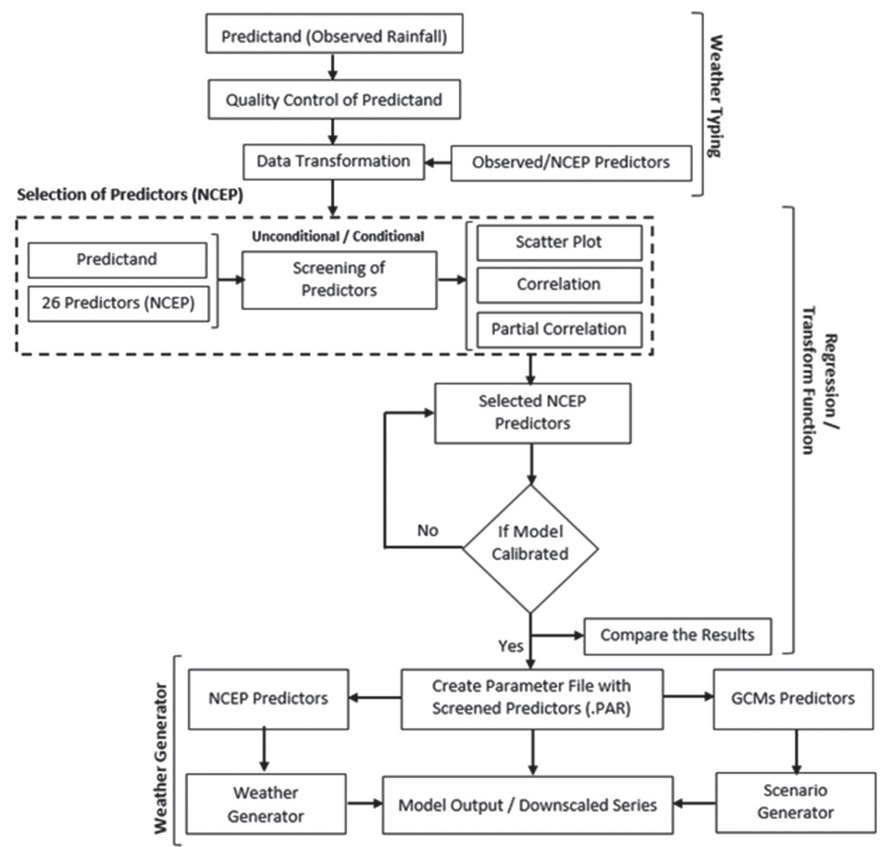 Predictand (Observed Rainfall)
Quality Control of Predictand
Data Transformation
Observed/NCEP Predictors
Weather Typing
Selection of Predictors (NCEP)
Unconditional / Conditional
Predictand
26 Predictors (NCEP)
Screening of
Predictors
Scatter Plot
Correlation
Partial Correlation
Regression /
Transform Function
Selected NCEP
Predictors
No
If Model
Calibrated
Yes
Compare the Results
Weather Generator
NCEP Predictors
Create Parameter File with
Screened Predictors (.PAR)
GCMs Predictors
Weather
Generator
Model Output / Downscaled Series
Scenario
Generator